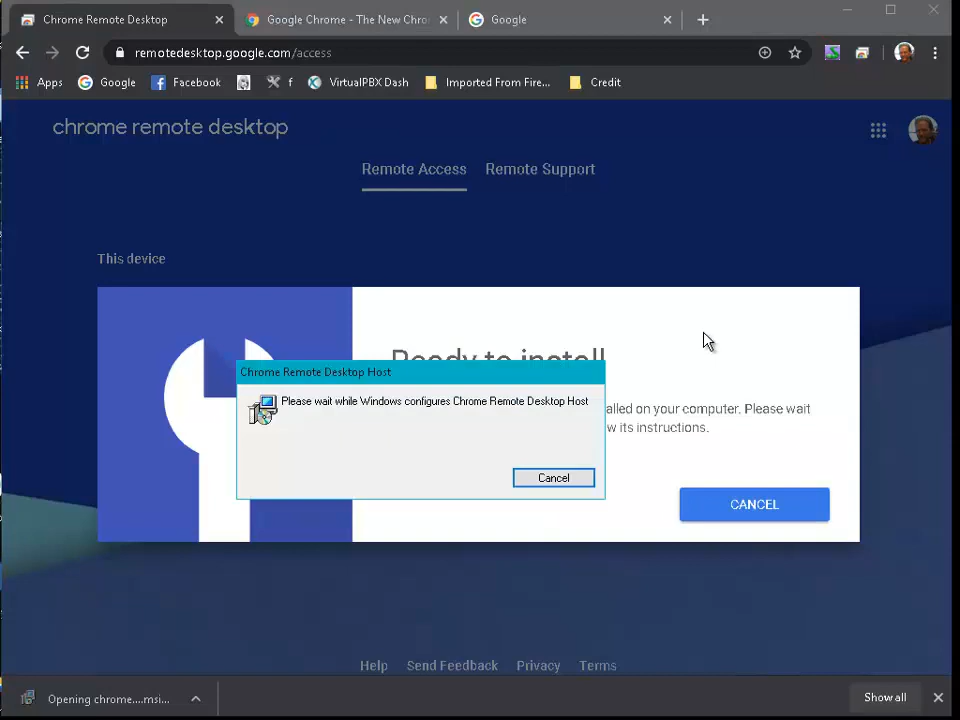 Chrome Remote Desktop
Google Chrome - The New Chro
Google
remotedesktop.google.com/access
Apps
Google
Facebook
f
VirtualPBX Dash
Imported From Fire...
Credit
chrome remote desktop
Remote Access
Remote Support
This device
Ready to install
Chrome Remote Desktop Host
Please wait while Windows configures Chrome Remote Desktop Host
alled on your computer. Please wait
w its instructions.
Cancel
CANCEL
Help
Send Feedback
Privacy
Terms
Opening chrome....msi...
Show all